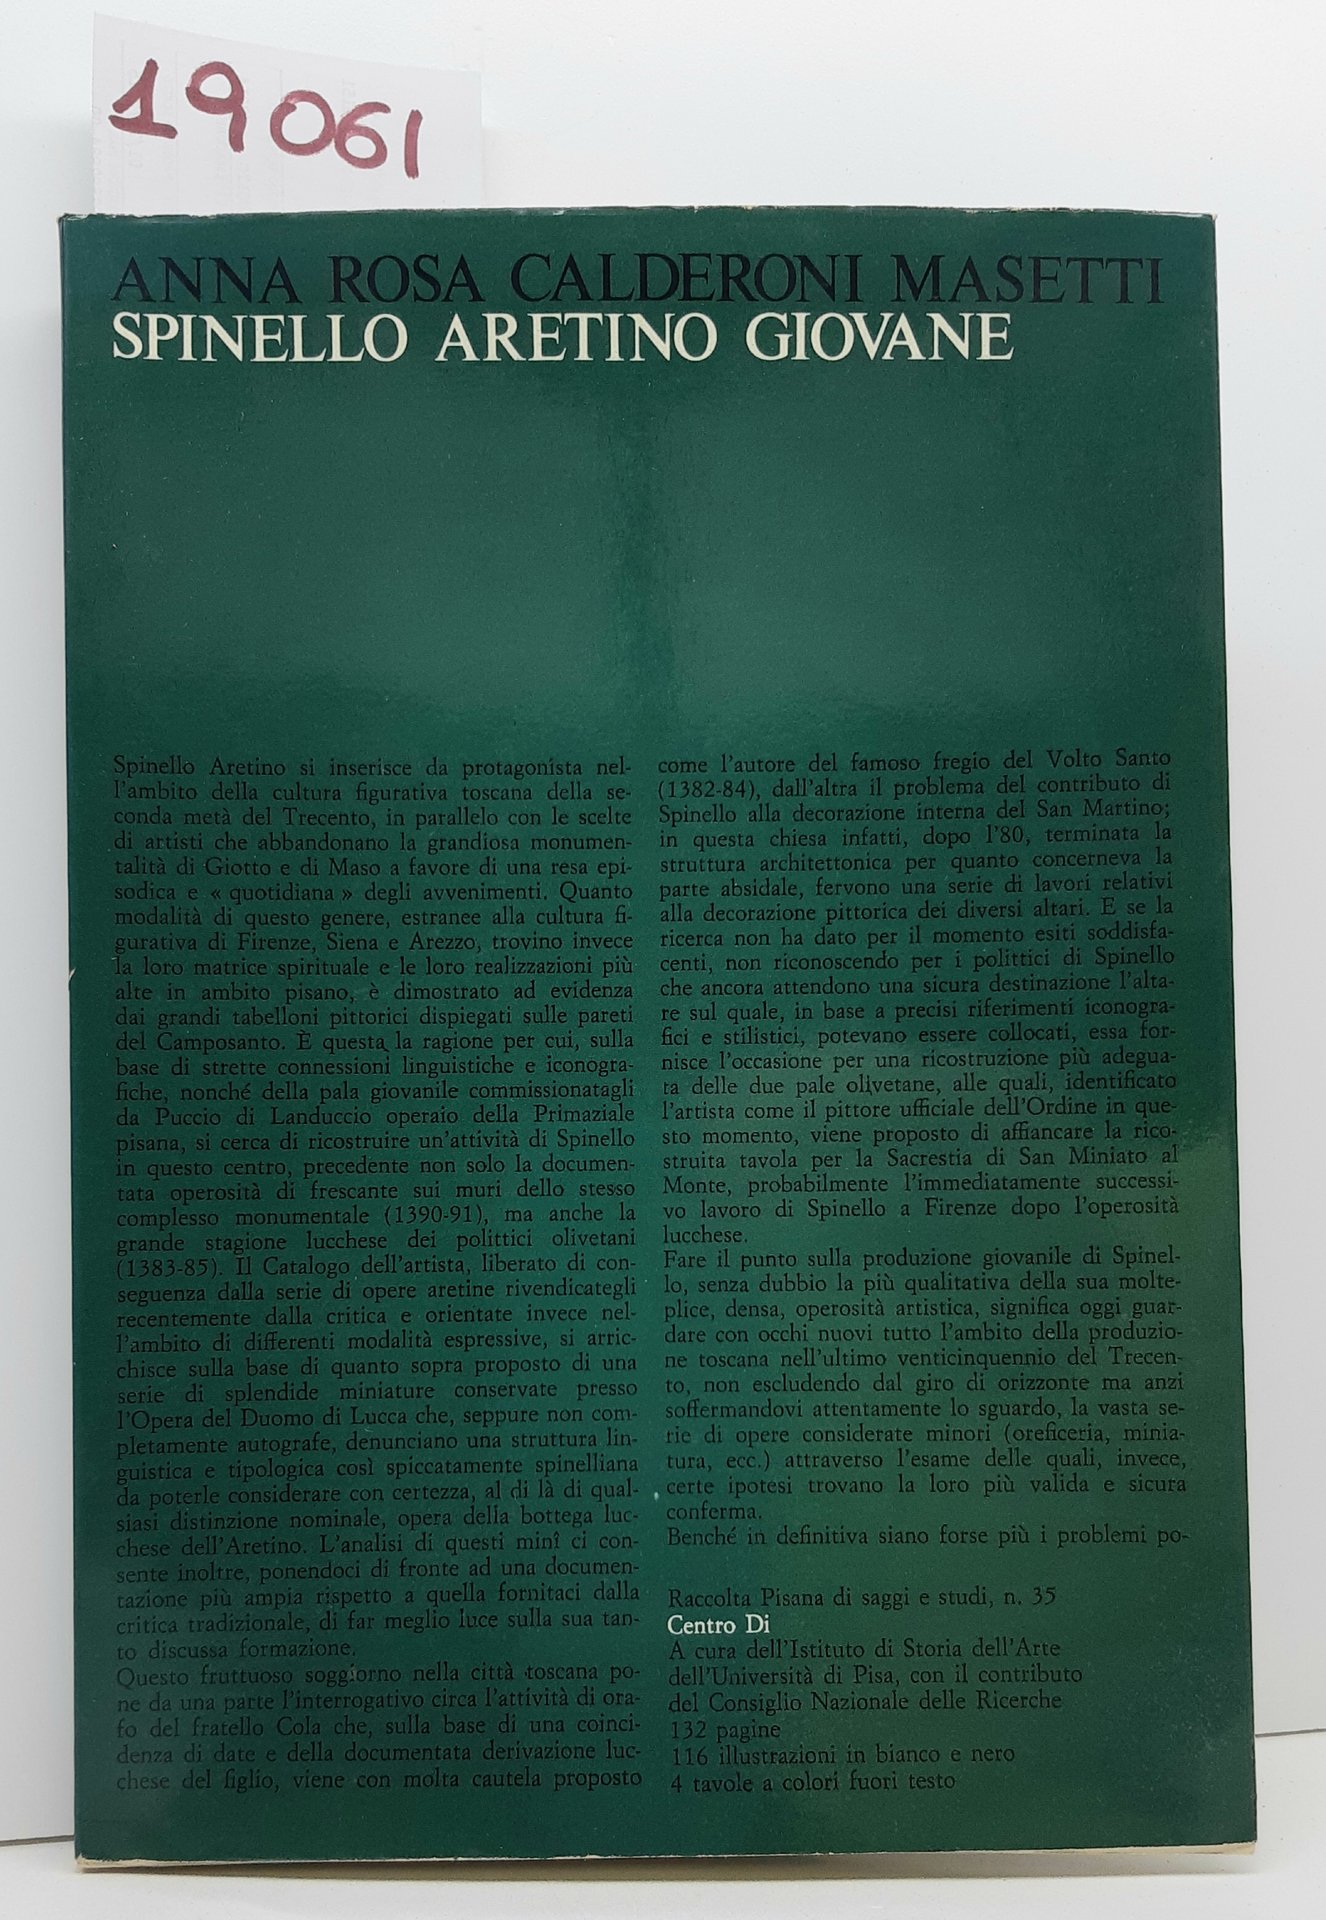 19061
ANNA ROSA CALDERONI MASETTI
SPINELLO ARETINO GIOVANE
Spinello Aretino si inserisce da protagonista nel-
l'ambito della cultura figurativa toscana della se-
conda metà del Trecento, in parallelo con le scelte
di artisti che abbandonano la grandiosa monumen-
talità di Giotto e di Maso a favore di una resa epi-
sodica e « quotidiana » degli avvenimenti. Quanto
modalità di questo genere, estranee alla cultura fi-
gurativa di Firenze, Siena e Arezzo, trovino invece
la loro matrice spirituale e le loro realizzazioni più
alte in ambito pisano, è dimostrato ad evidenza
dai grandi tabelloni pittorici dispiegati sulle pareti
del Camposanto. È questa la ragione per cui, sulla
base di strette connessioni linguistiche e iconogra-
fiche, nonché della pala giovanile commissionatagli
da Puccio di Landuccio operaio della Primaziale
pisana, si cerca di ricostruire un'attività di Spinello
in questo centro, precedente non solo la documen-
tata operosità di frescante sui muri dello stesso
complesso monumentale (1390-91), ma anche la
grande stagione lucchese dei polittici olivetani
(1383-85). Il Catalogo dell'artista, liberato di con-
seguenza dalla serie di opere aretine rivendicategli
recentemente dalla critica e orientate invece nel-
l'ambito di differenti modalità espressive, si arric-
chisce sulla base di quanto sopra proposto di una
serie di splendide miniature conservate presso
l'Opera del Duomo di Lucca che, seppure non com-
pletamente autografe, denunciano una struttura lin-
guistica e tipologica così spiccatamente spinelliana
da poterle considerare con certezza, al di là di qual-
siasi distinzione nominale, opera della bottega luc-
chese dell'Aretino. L'analisi di questi minî ci con-
sente inoltre, ponendoci di fronte ad una documen-
tazione più ampia rispetto a quella fornitaci dalla
critica tradizionale, di far meglio luce sulla sua tan-
to discussa formazione.
Questo fruttuoso soggiorno nella città toscana po-
ne da una parte l'interrogativo circa l'attività di ora-
fo del fratello Cola che, sulla base di una coinci-
denza di date e della documentata derivazione luc-
chese del figlio, viene con molta cautela proposto
come l'autore del famoso fregio del Volto Santo
(1382-84), dall'altra il problema del contributo di
Spinello alla decorazione interna del San Martino;
in questa chiesa infatti, dopo l'80, terminata la
struttura architettonica per quanto concerneva la
parte absidale, fervono una serie di lavori relativi
alla decorazione pittorica dei diversi altari. E se la
ricerca non ha dato per il momento esiti soddisfa-
centi, non riconoscendo per i polittici di Spinello
che ancora attendono una sicura destinazione l'alta-
re sul quale, in base a precisi riferimenti iconogra-
fici e stilistici, potevano essere collocati, essa for-
nisce l'occasione per una ricostruzione più adegua-
ta delle due pale olivetane, alle quali, identificato
l'artista come il pittore ufficiale dell'Ordine in que-
sto momento, viene proposto di affiancare la rico-
struita tavola per la Sacrestia di San Miniato al
Monte, probabilmente l'immediatamente successi-
vo lavoro di Spinello a Firenze dopo l'operosità
lucchese.
Fare il punto sulla produzione giovanile di Spinel-
lo, senza dubbio la più qualitativa della sua molte-
plice, densa, operosità artistica, significa oggi guar-
dare con occhi nuovi tutto l'ambito della produzio-
ne toscana nell'ultimo venticinquennio del Trecen-
to, non escludendo dal giro di orizzonte ma anzi
soffermandovi attentamente lo sguardo, la vasta se-
rie di opere considerate minori (oreficeria, minia-
tura, ecc.) attraverso l'esame delle quali, invece,
certe ipotesi trovano la loro più valida e sicura
conferma.
Benché in definitiva siano forse più i problemi po-
Raccolta Pisana di saggi e studi, n. 35
Centro Di
A cura dell'Istituto di Storia dell'Arte
dell'Università di Pisa, con il contributo
del Consiglio Nazionale delle Ricerche
132 pagine
116 illustrazioni in bianco e nero
4 tavole a colori fuori testo